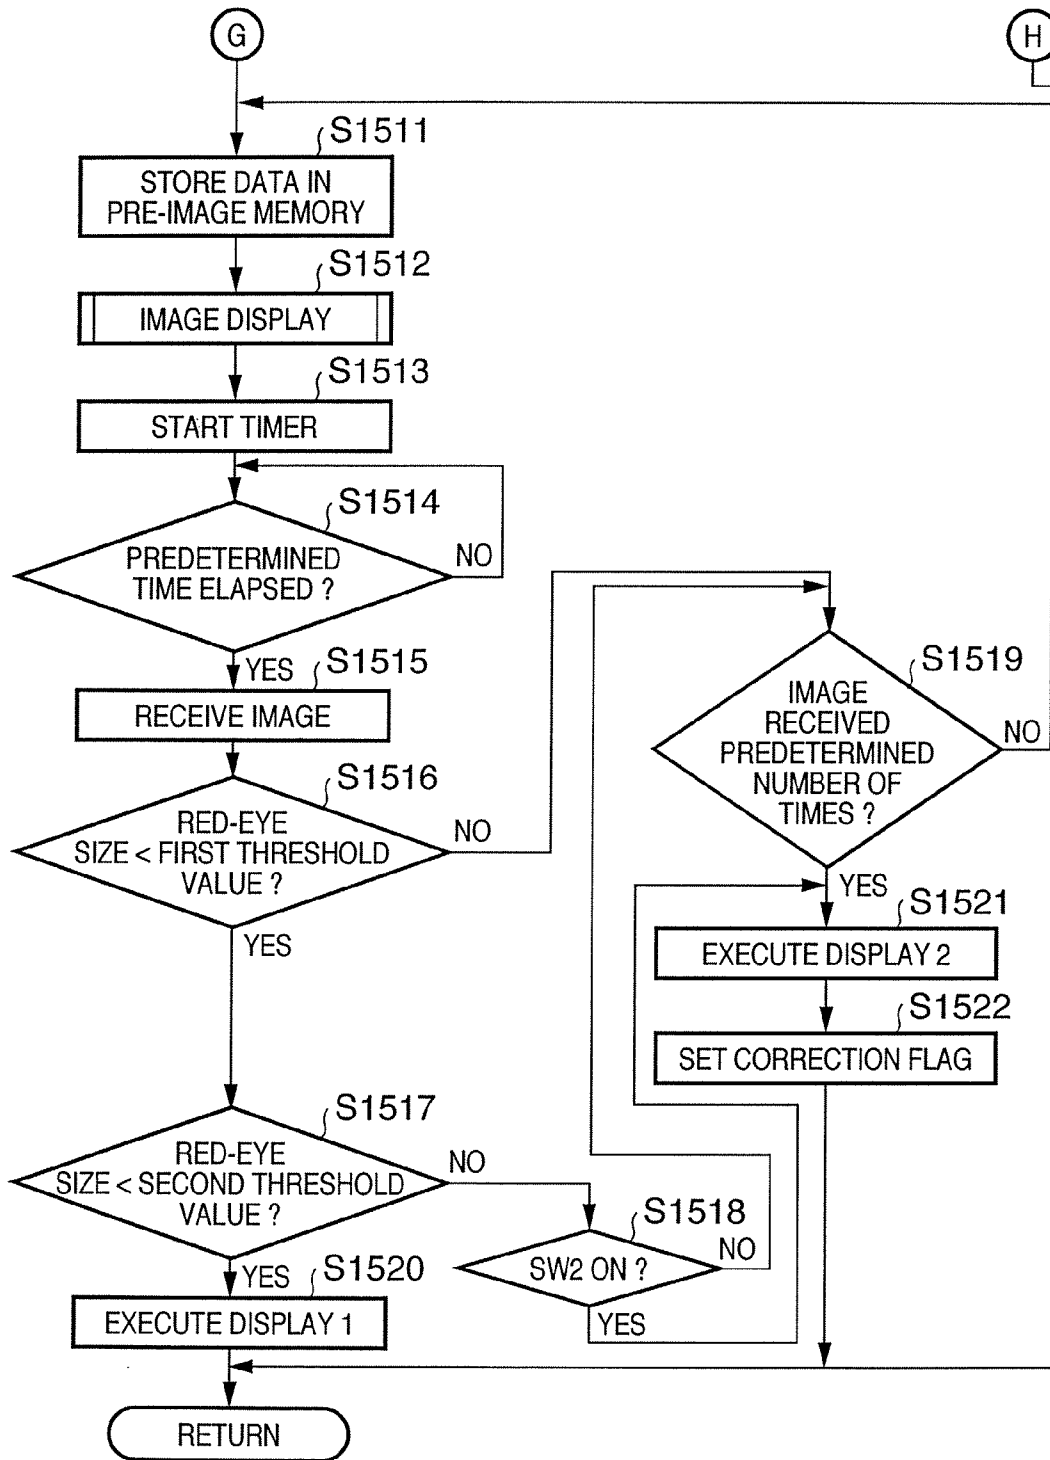 G
H
S1511
STORE DATA IN
PRE-IMAGE MEMORY
S1512
IMAGE DISPLAY
S1513
START TIMER
S1514
PREDETERMINED
TIME ELAPSED ?
NO
YES
S1515
RECEIVE IMAGE
S1516
RED-EYE
SIZE < FIRST THRESHOLD
VALUE ?
NO
YES
S1517
RED-EYE
SIZE < SECOND THRESHOLD
VALUE ?
NO
YES
S1518
SW2 ON ?
NO
YES
S1519
IMAGE
RECEIVED
PREDETERMINED
NUMBER OF
TIMES ?
NO
YES
S1520
EXECUTE DISPLAY 1
S1521
EXECUTE DISPLAY 2
S1522
SET CORRECTION FLAG
RETURN